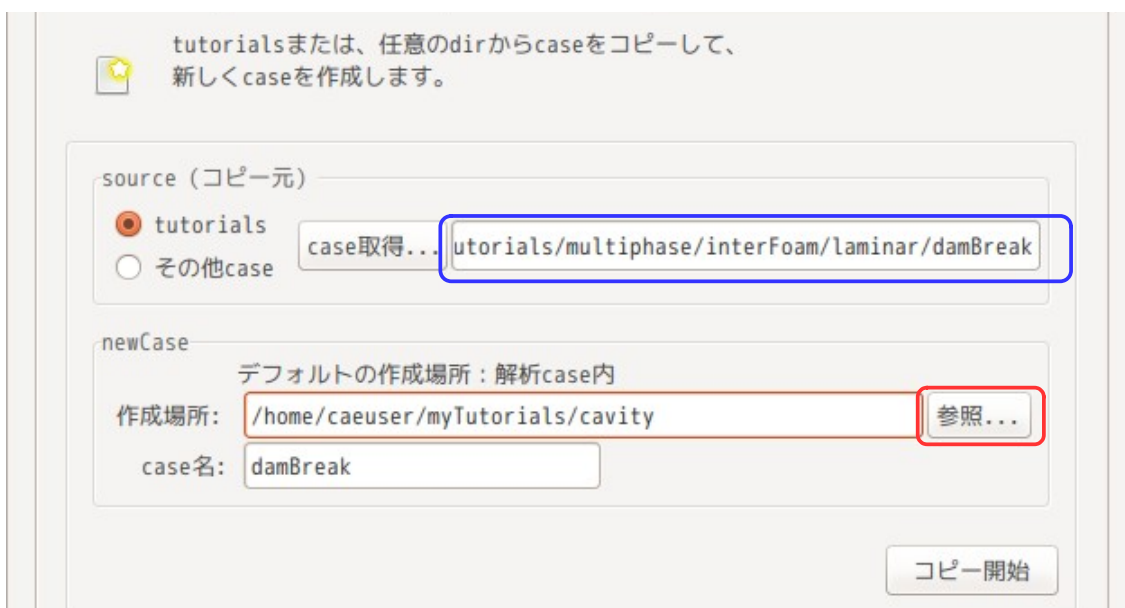 tutorialsまたは、任意のdirからcaseをコピーして、
新しくcaseを作成します。
source (コピー元)
tutorials
その他case
case取得...
utorials/multiphase/interFoam/laminar/damBreak
newCase
デフォルトの作成場所：解析case内
作成場所:
/home/caeuser/myTutorials/cavity
参照...
case名:
damBreak
コピー開始